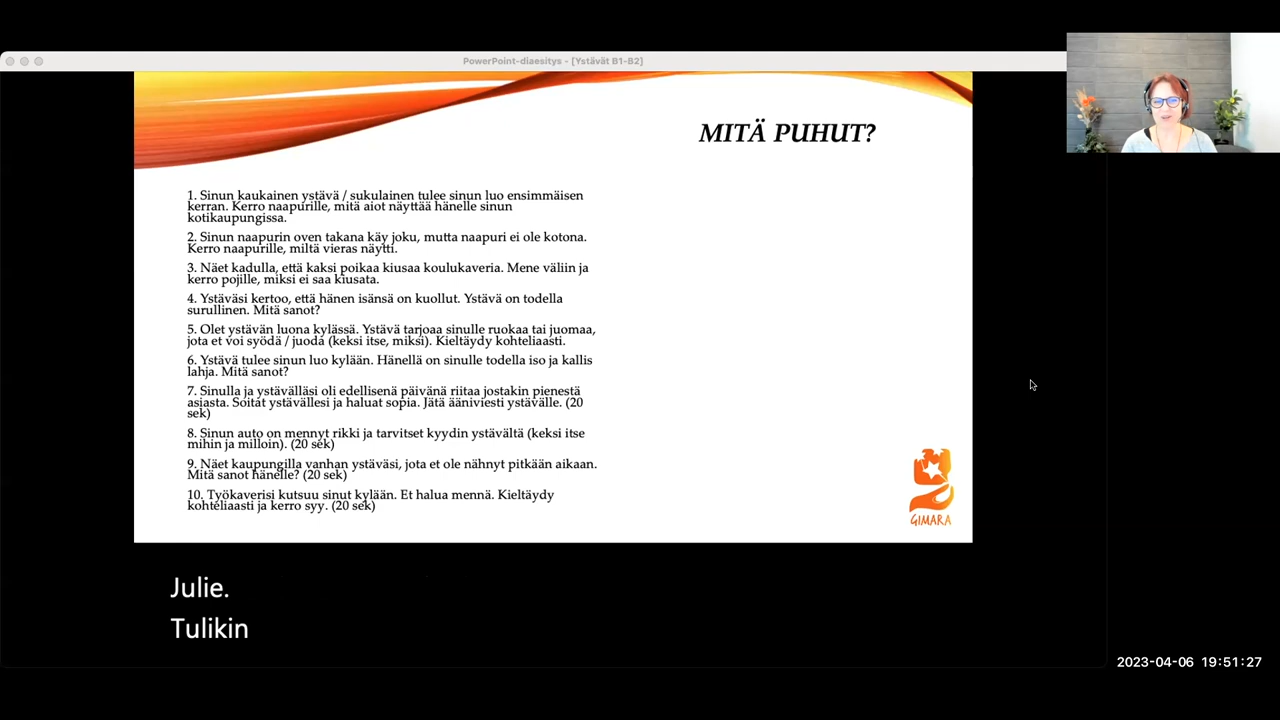 PowerPoint-diaesitys - [Ystävät B1-B2]
MITÄ PUHUT?
1. Sinun kaukainen ystävä / sukulainen tulee sinun luo ensimmäisen
kerran. Kerro naapurille, mitä aiot näyttää hänelle sinun
kotikaupungissa.
2. Sinun naapurin oven takana käy joku, mutta naapuri ei ole kotona.
Kerro naapurille, miltä vieras näytti.
3. Näet kadulla, että kaksi poikaa kiusaa koulukaveria. Mene väliin ja
kerro pojille, miksi ei saa kiusata.
4. Ystäväsi kertoo, että hänen isänsä on kuollut. Ystävä on todella
surullinen. Mitä sanot?
5. Olet ystävän luona kylässä. Ystävä tarjoaa sinulle ruokaa tai juomaa,
jota et voi syödä / juoda (keksi itse, miksi). Kieltäydy kohteliaasti.
6. Ystävä tulee sinun luo kylään. Hänellä on sinulle todella iso ja kallis
lahja. Mitä sanot?
7. Sinulla ja ystävälläsi oli edellisenä päivänä riitaa jostakin pienestä
asiasta. Soitat ystävällesi ja haluat sopia. Jätä ääniviesti ystävälle. (20
sek)
8. Sinun auto on mennyt rikki ja tarvitset kyydin ystävältä (keksi itse
mihin ja milloin). (20 sek)
9. Näet kaupungilla vanhan ystäväsi, jota et ole nähnyt pitkään aikaan.
Mitä sanot hänelle? (20 sek)
10. Työkaverisi kutsuu sinut kylään. Et halua mennä. Kieltäydy
kohteliaasti ja kerro syy. (20 sek)
GIMARA
Julie.
Tulikin
2023-04-06 19:51:27